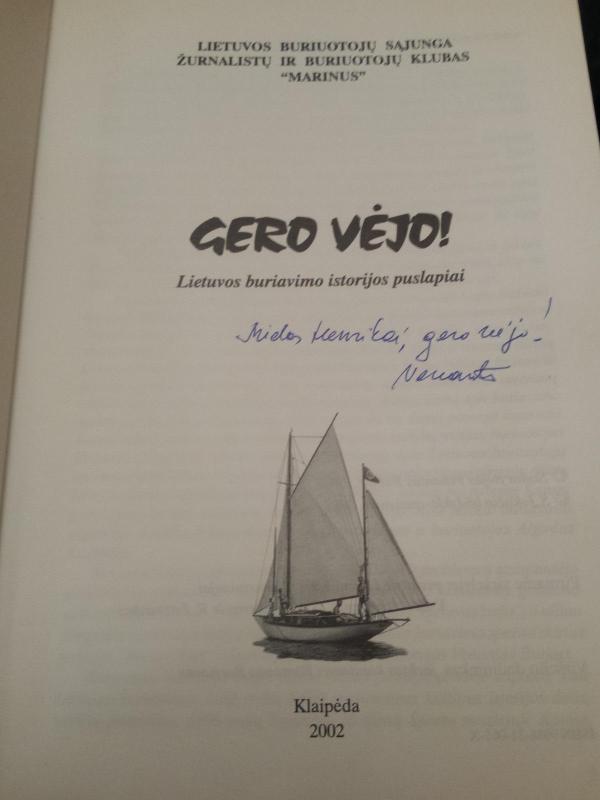 LIETUVOS BURIUOTOJŲ SĄJUNGA
ŽURNALISTŲ IR BURIUOTOJŲ KLUBAS
“MARINUS”
GERO VĖJO!
Lietuvos buriavimo istorijos puslapiai
Mielas Henrikai, gero vėjo!
Klaipėda
2002